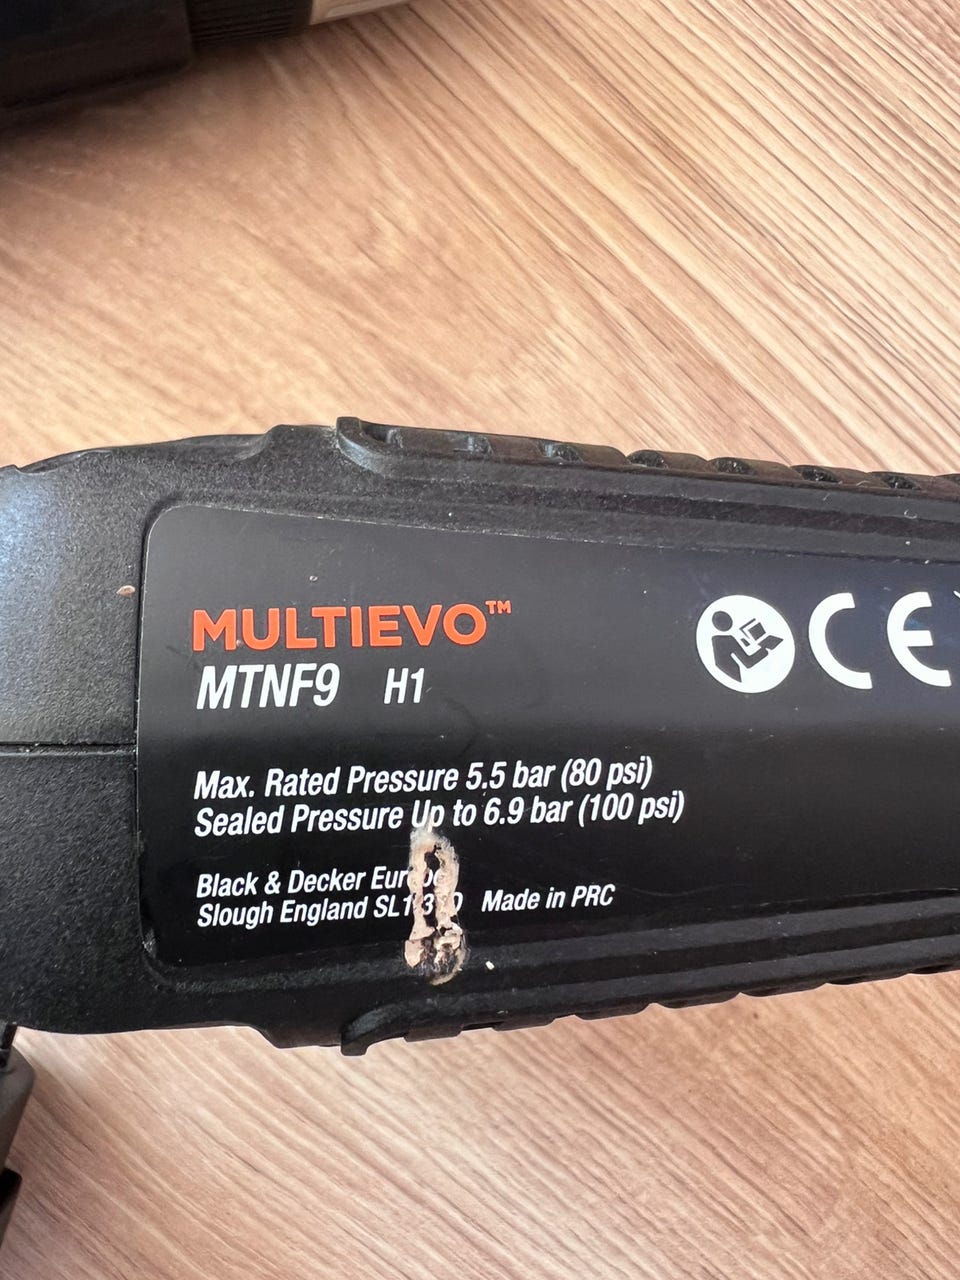 MULTIEVO™
MTNF9 H1
CE
Max. Rated Pressure 5.5 bar (80 psi)
Sealed Pressure Up to 6.9 bar (100 psi)
Black & Decker
Slough England Made in PRC